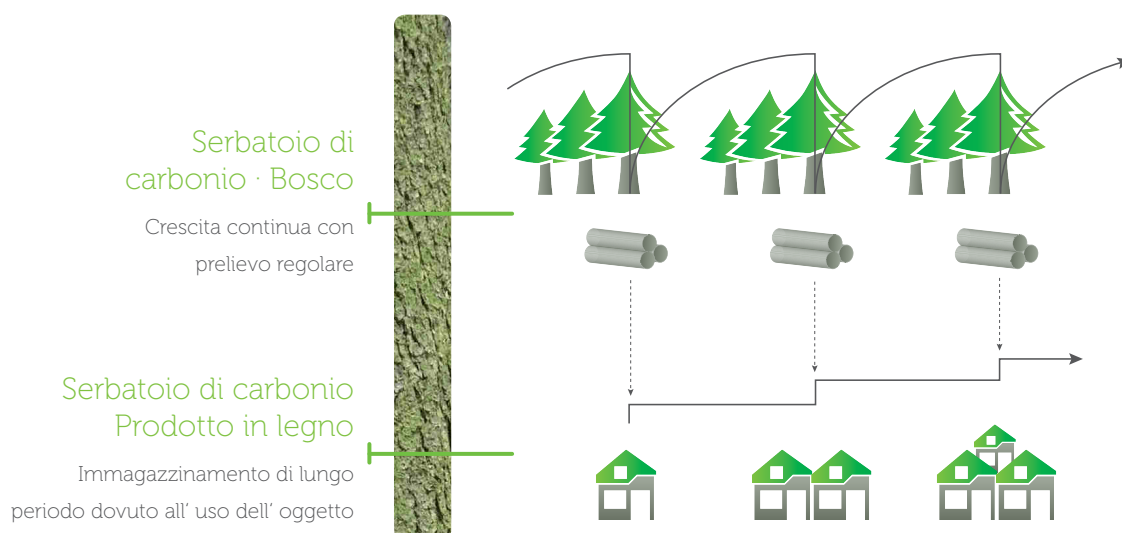 Serbatoio di
carbonio · Bosco
Crescita continua con
prelievo regolare
Serbatoio di carbonio
Prodotto in legno
Immagazzinamento di lungo
periodo dovuto all' uso dell' oggetto